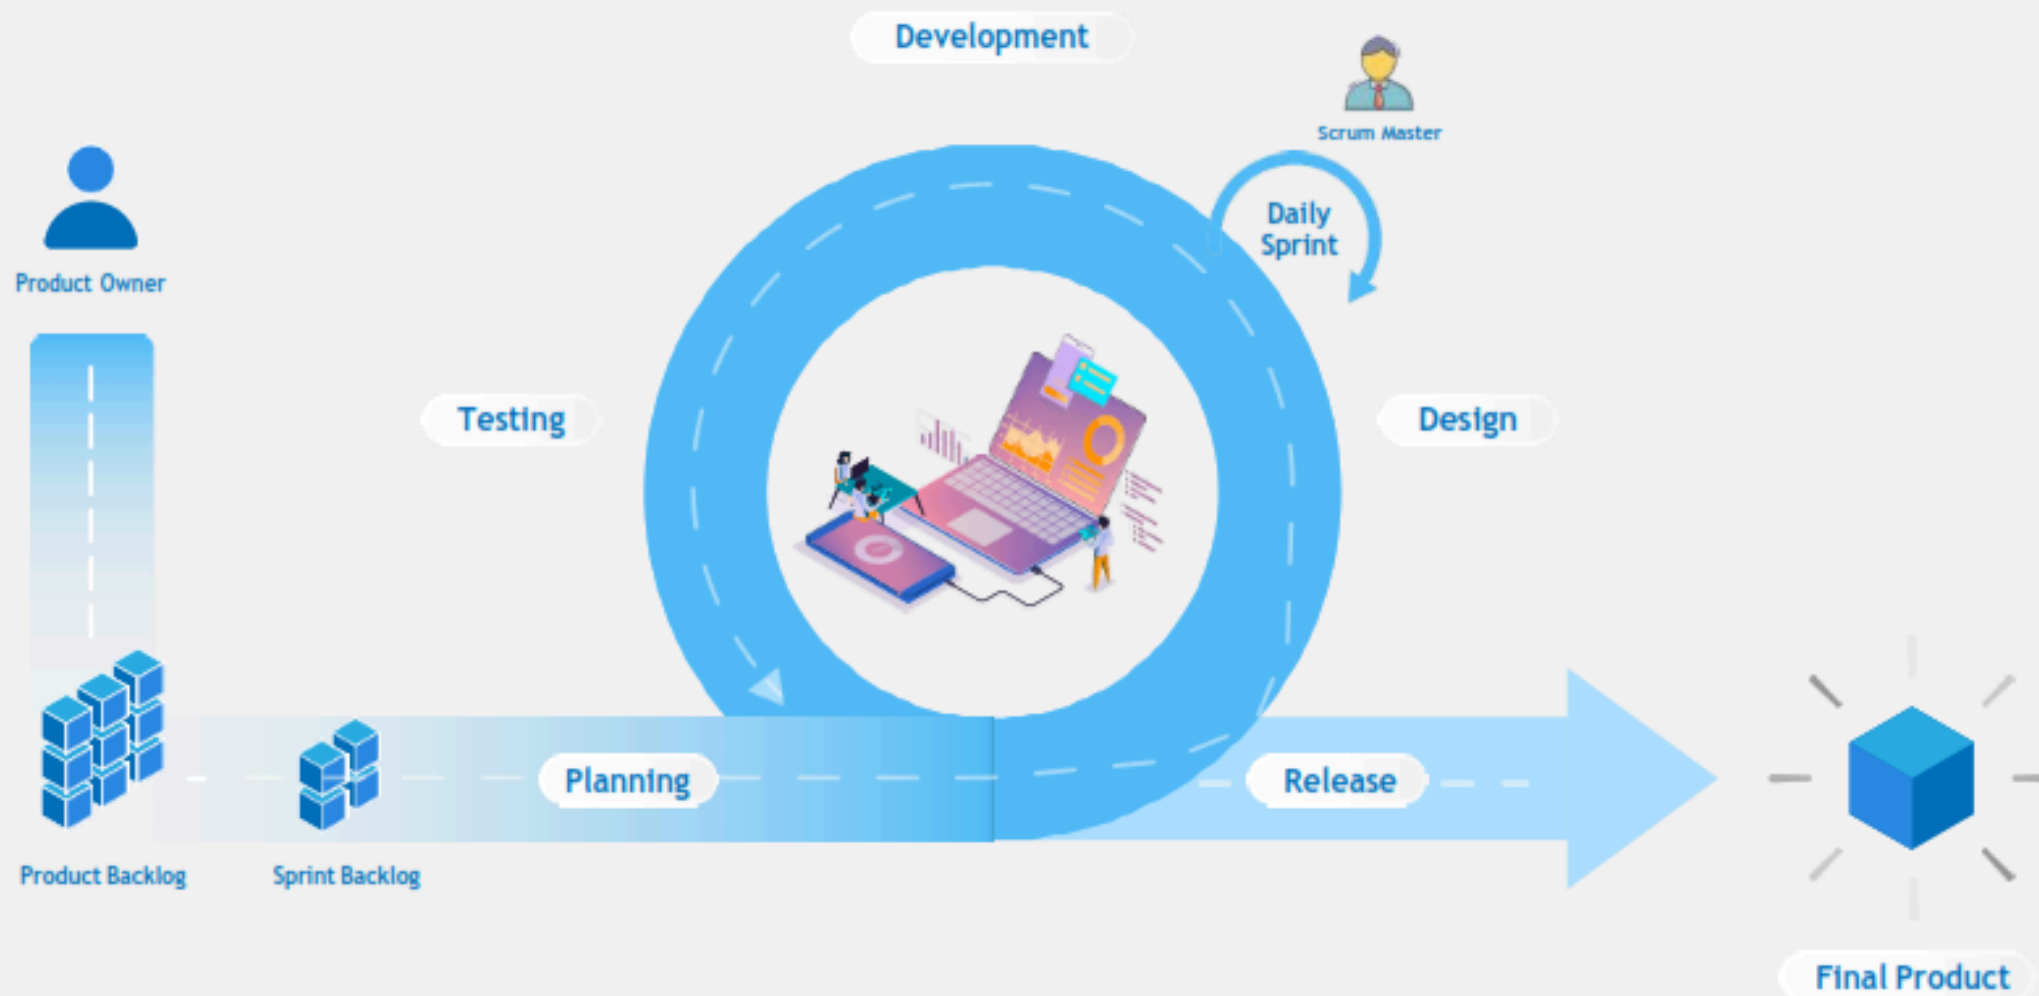 Development
Scrum Master
Daily
Sprint
Product Owner
Testing
Design
Planning
Release
Product Backlog
Sprint Backlog
Final Product